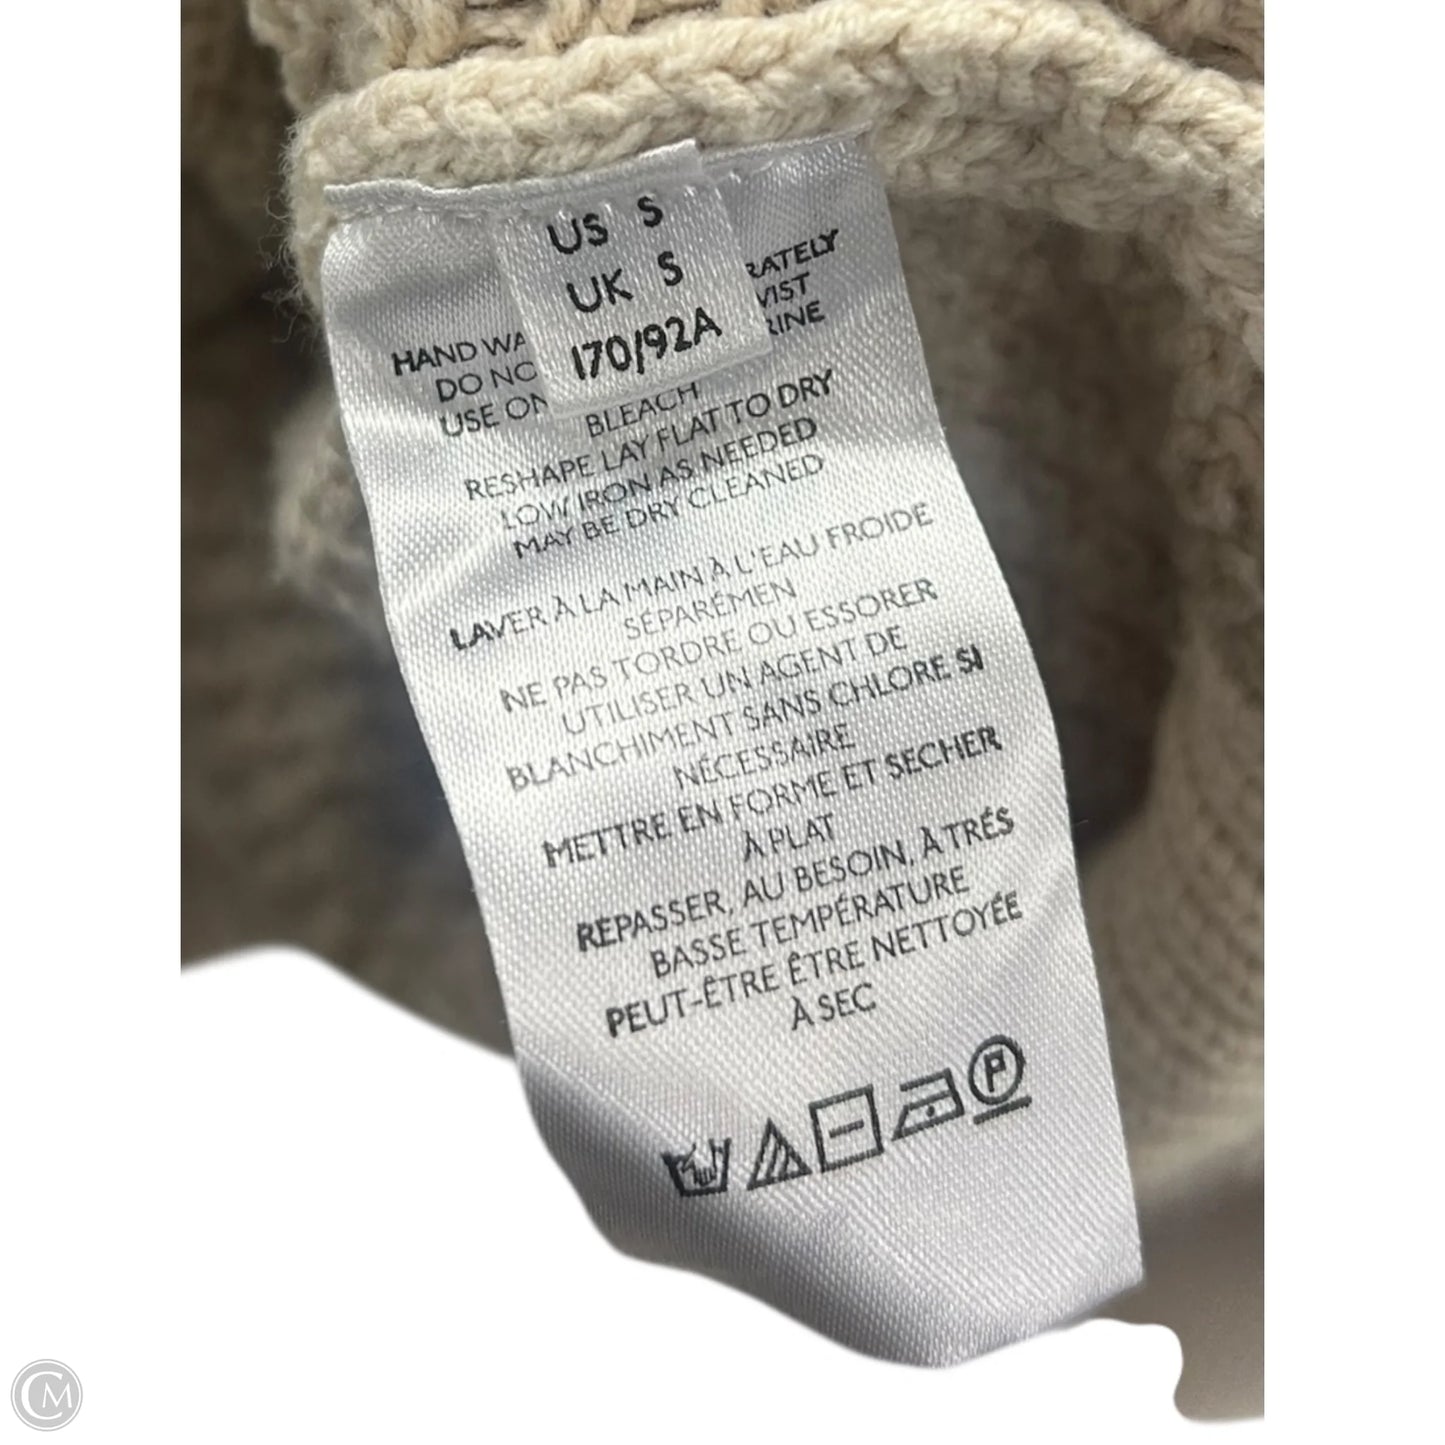 US S
UK S
170/92A
HAND WA RATELY
DO NO VIST
USE ON RINE
BLEACH
RESHAPE LAY FLAT TO DRY
LOW IRON AS NEEDED
MAY BE DRY CLEANED
LAVER À LA MAIN À L'EAU FROIDE
SÉPARÉMEN
NE PAS TORDRE OU ESSORER
UTILISER UN AGENT DE
BLANCHIMENT SANS CHLORE SI
NÉCESSAIRE
METTRE EN FORME ET SECHER
À PLAT
REPASSER, AU BESOIN, À TRÉS
BASSE TEMPÉRATURE
PEUT-ÊTRE ÊTRE NETTOYÉE
À SEC
P
CM